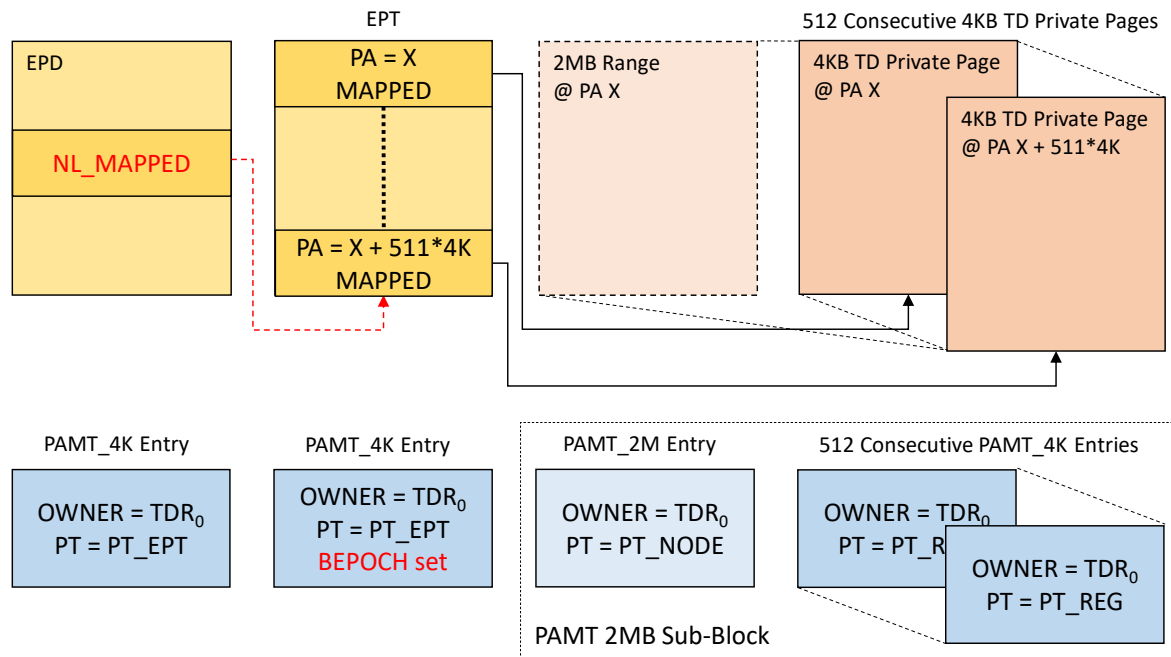 EPT
512 Consecutive 4KB TD Private Pages
EPD
NL_MAPPED
PA = X
MAPPED
PA = X + 511*4K
MAPPED
2MB Range
@ PA X
4KB TD Private Page
@ PA X
4KB TD Private Page
@ PA X + 511*4K
PAMT_4K Entry
PAMT_4K Entry
PAMT_2M Entry
512 Consecutive PAMT_4K Entries
OWNER = TDR₀
PT = PT_EPT
OWNER = TDR₀
PT = PT_EPT
BEPOCH set
OWNER = TDR₀
PT = PT_NODE
OWNER = TDR₀
PT = PT_R
OWNER = TDR₀
PT = PT_REG
PAMT 2MB Sub-Block